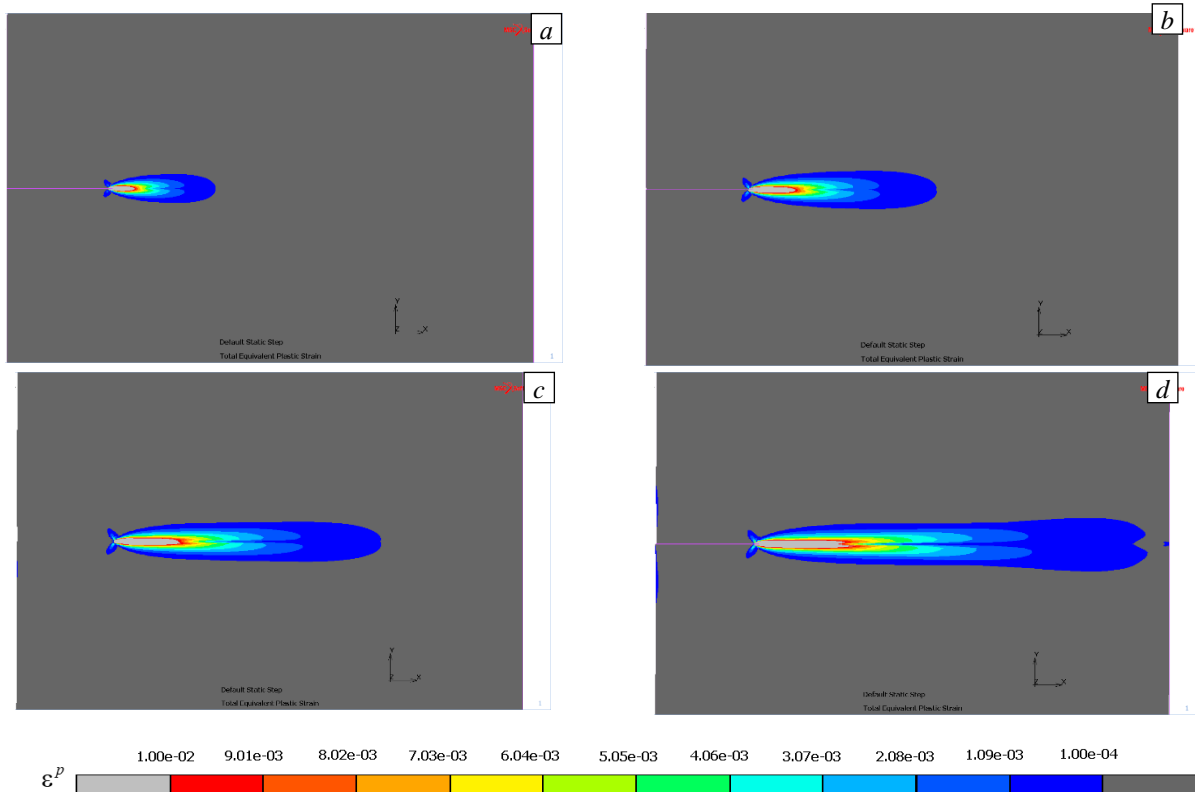 a
b
Y
Z X
Default Static Step
Total Equivalent Plastic Strain
1
Y
X
Default Static Step
Total Equivalent Plastic Strain
c
d
Y
Z X
Default Static Step
Total Equivalent Plastic Strain
1
Y
Z X
Default Static Step
Total Equivalent Plastic Strain
1
1.00e-02 9.01e-03 8.02e-03 7.03e-03 6.04e-03 5.05e-03 4.06e-03 3.07e-03 2.08e-03 1.09e-03 1.00e-04
ε^p